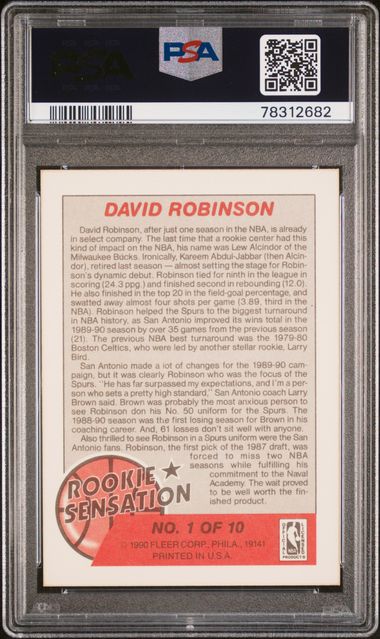 PSA
PSA
78312682
DAVID ROBINSON
David Robinson, after just one season in the NBA, is already
in select company. The last time that a rookie center had this
kind of impact on the NBA, his name was Lew Alcindor of the
Milwaukee Bucks. Ironically, Kareem Abdul-Jabbar (then Alcin-
dor), retired last season — almost setting the stage for Robin-
son's dynamic debut. Robinson tied for ninth in the league in
scoring (24.3 ppg.) and finished second in rebounding (12.0).
He also finished in the top 20 in the field-goal percentage, and
swatted away almost four shots per game (3.89, third in the
NBA). Robinson helped the Spurs to the biggest turnaround
in NBA history, as San Antonio improved its wins total in the
1989-90 season by over 35 games from the previous season
(21). The previous NBA best turnaround was the 1979-80
Boston Celtics, who were led by another stellar rookie, Larry
Bird.
San Antonio made a lot of changes for the 1989-90 cam-
paign, but it was clearly Robinson who was the focus of the
Spurs. "He has far surpassed my expectations, and I'm a per-
son who sets a pretty high standard," San Antonio coach Larry
Brown said. Brown was probably the most anxious person to
see Robinson don his No. 50 uniform for the Spurs. The
1988-90 season was the first losing season for Brown in his
coaching career. And, 61 losses don't sit well with anyone.
Also thrilled to see Robinson in a Spurs uniform were the San
Antonio fans. Robinson, the first pick of the 1987 draft, was
forced to miss two NBA
seasons while fulfilling his
commitment to the Naval
Academy. The wait proved
to be well worth the fin-
ished product.
ROOKIE
SENSATION
NO. 1 OF 10
© 1990 FLEER CORP., PHILA., 19141
PRINTED IN U.S.A.
OFFICIAL
LICENSED
NBA
PRODUCT